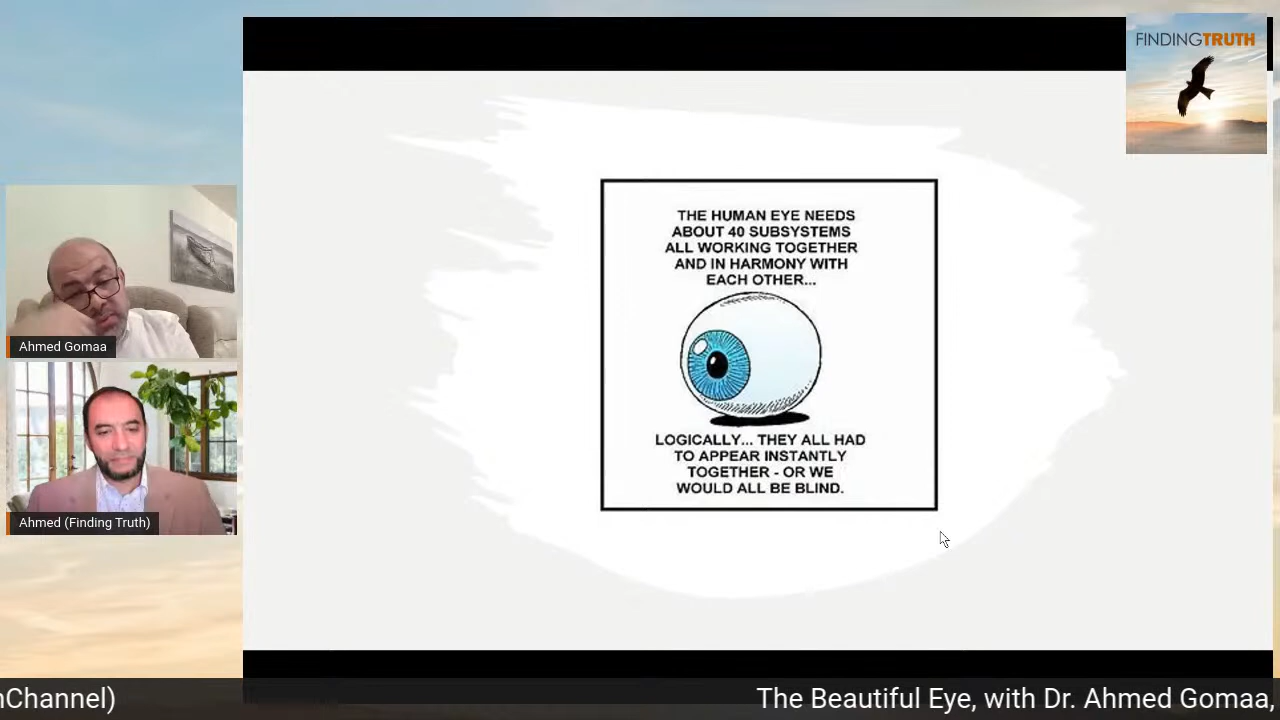 FINDINGTRUTH
THE HUMAN EYE NEEDS
ABOUT 40 SUBSYSTEMS
ALL WORKING TOGETHER
AND IN HARMONY WITH
EACH OTHER...
LOGICALLY... THEY ALL HAD
TO APPEAR INSTANTLY
TOGETHER - OR WE
WOULD ALL BE BLIND.
Ahmed Gomaa
Ahmed (Finding Truth)
nChannel)
The Beautiful Eye, with Dr. Ahmed Gomaa,